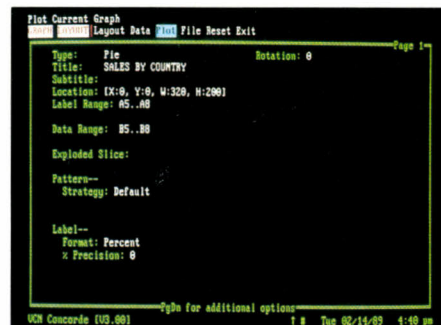 Plot Current Graph
Layout Data Plot File Reset Exit
Page 1
Type: Pie Rotation: 0
Title: SALES BY COUNTRY
Subtitle:
Location: [X:0, Y:0, W:320, H:200]
Label Range: A5..A8
Data Range: B5..B8
Exploded Slice:
Pattern--
Strategy: Default
Label--
Format: Percent
% Precision: 0
PgDn for additional options
VCN Concorde [V3.00] Tue 02/14/89 4:40 pm